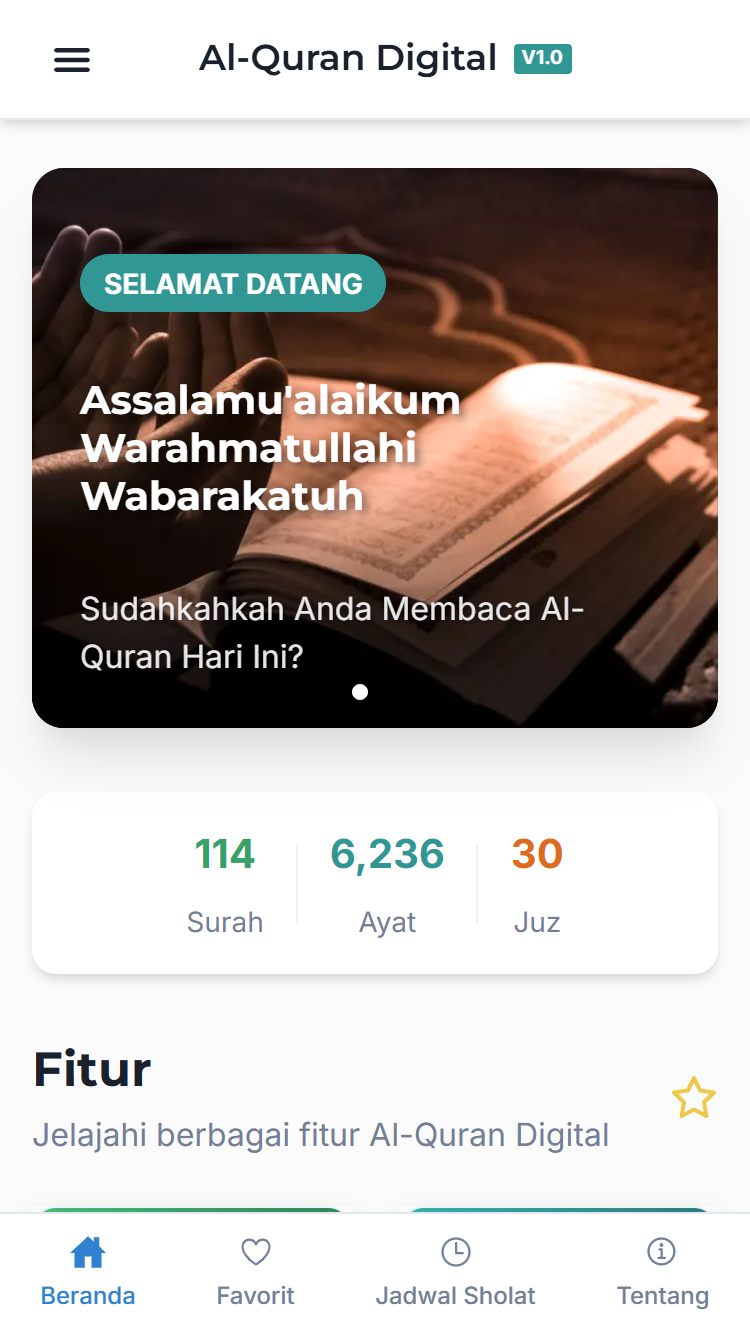 Al-Quran Digital V1.0
SELAMAT DATANG
Assalamu'alaikum
Warahmatullahi
Wabarakatuh
Sudahkahkah Anda Membaca Al-
Quran Hari Ini?
114 6,236 30
Surah Ayat Juz
Fitur
Jelajahi berbagai fitur Al-Quran Digital
Beranda Favorit Jadwal Sholat Tentang